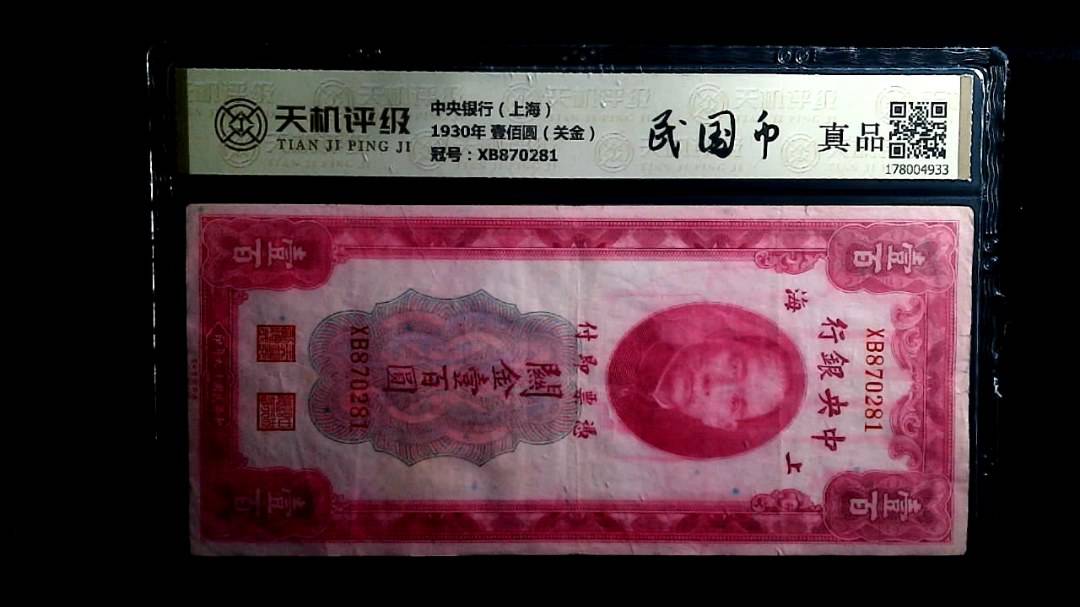 天机评级
TIAN JI PING JI
中央银行（上海）
1930年 壹佰圆（关金）
冠号：XB870281
民国币
真品
178004933
壹百
壹百
上海
中央銀行
XB870281
憑票即付
關金壹百圓
XB870281
壹百
壹百